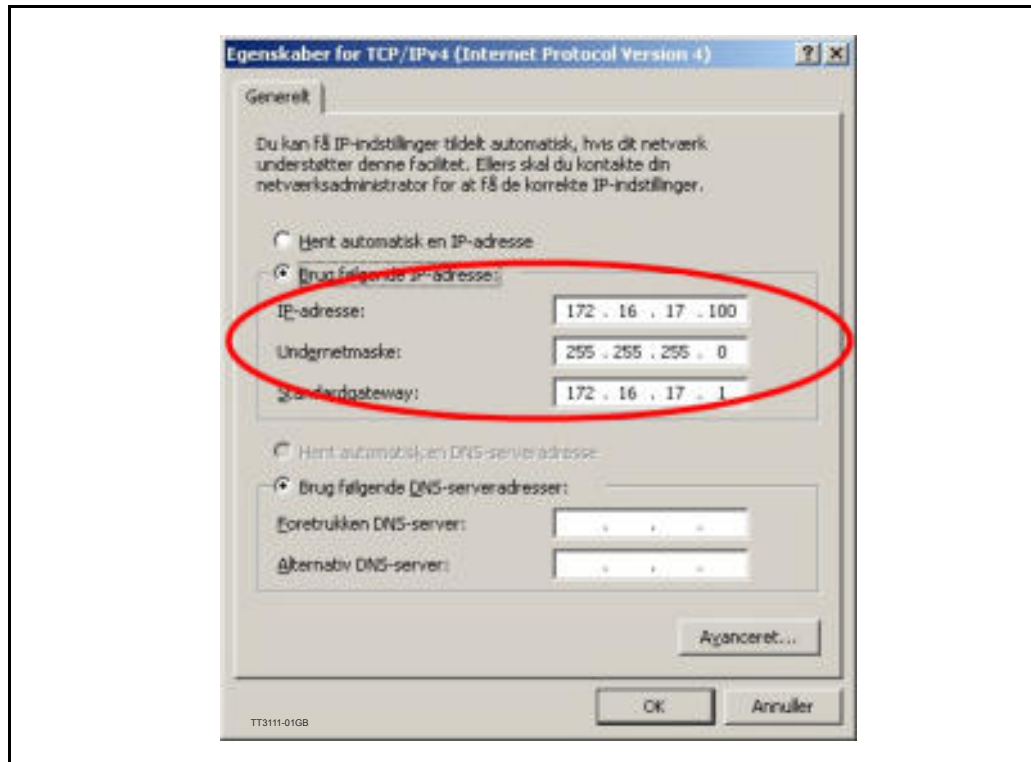 Egenskaber for TCP/IPv4 (Internet Protocol Version 4)
Generelt
Du kan få IP-indstillinger tildelt automatisk, hvis dit netværk
understøtter denne facilitet. Ellers skal du kontakte din
netværksadministrator for at få de korrekte IP-indstillinger.
Hent automatisk en IP-adresse
Brug følgende IP-adresse:
IP-adresse: 172 . 16 . 17 . 100
Undernetmaske: 255 . 255 . 255 . 0
Standardgateway: 172 . 16 . 17 . 1
Hent automatisk en DNS-serveradresse
Brug følgende DNS-serveradresser:
Foretrukken DNS-server: . . .
Alternativ DNS-server: . . .
Avanceret...
OK Annuller
TT3111-01GB